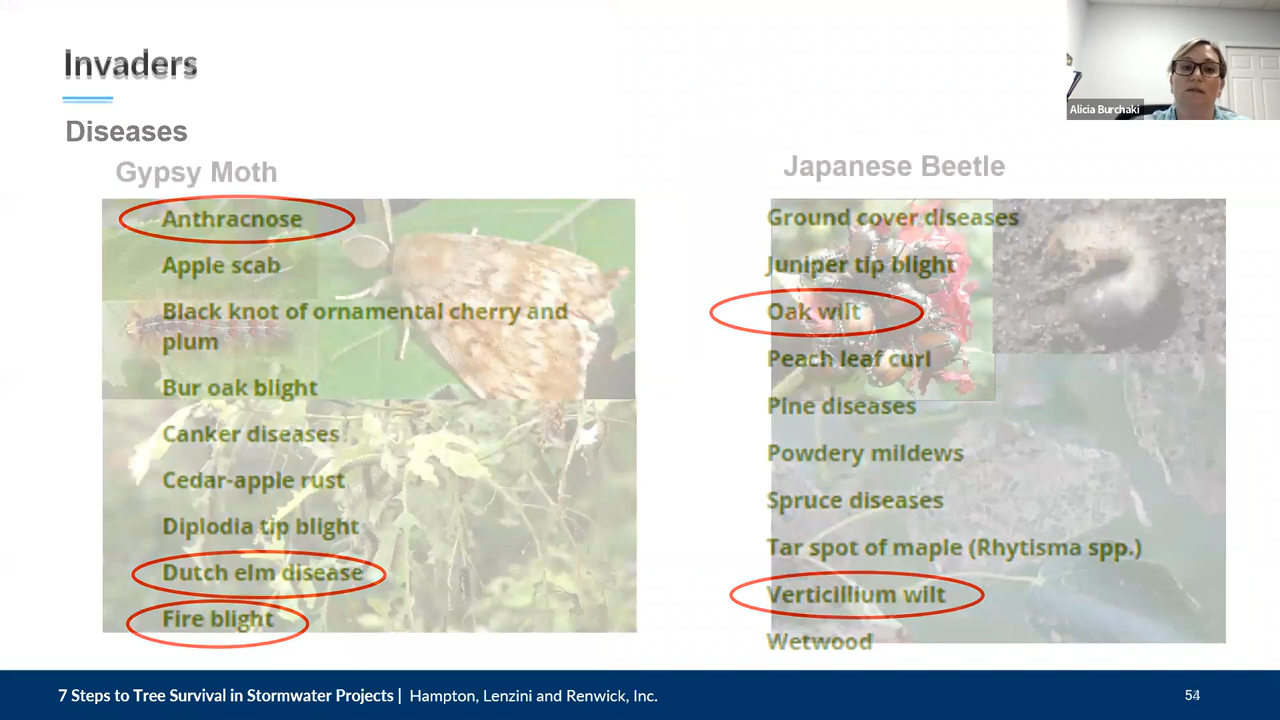 Invaders
Alicia Burchaki
Diseases
Gypsy Moth
Japanese Beetle
Anthracnose
Apple scab
Black knot of ornamental cherry and
plum
Bur oak blight
Canker diseases
Cedar-apple rust
Diplodia tip blight
Dutch elm disease
Fire blight
Ground cover diseases
Juniper tip blight
Oak wilt
Peach leaf curl
Pine diseases
Powdery mildews
Spruce diseases
Tar spot of maple (Rhytisma spp.)
Verticillium wilt
Wetwood
7 Steps to Tree Survival in Stormwater Projects | Hampton, Lenzini and Renwick, Inc.
54